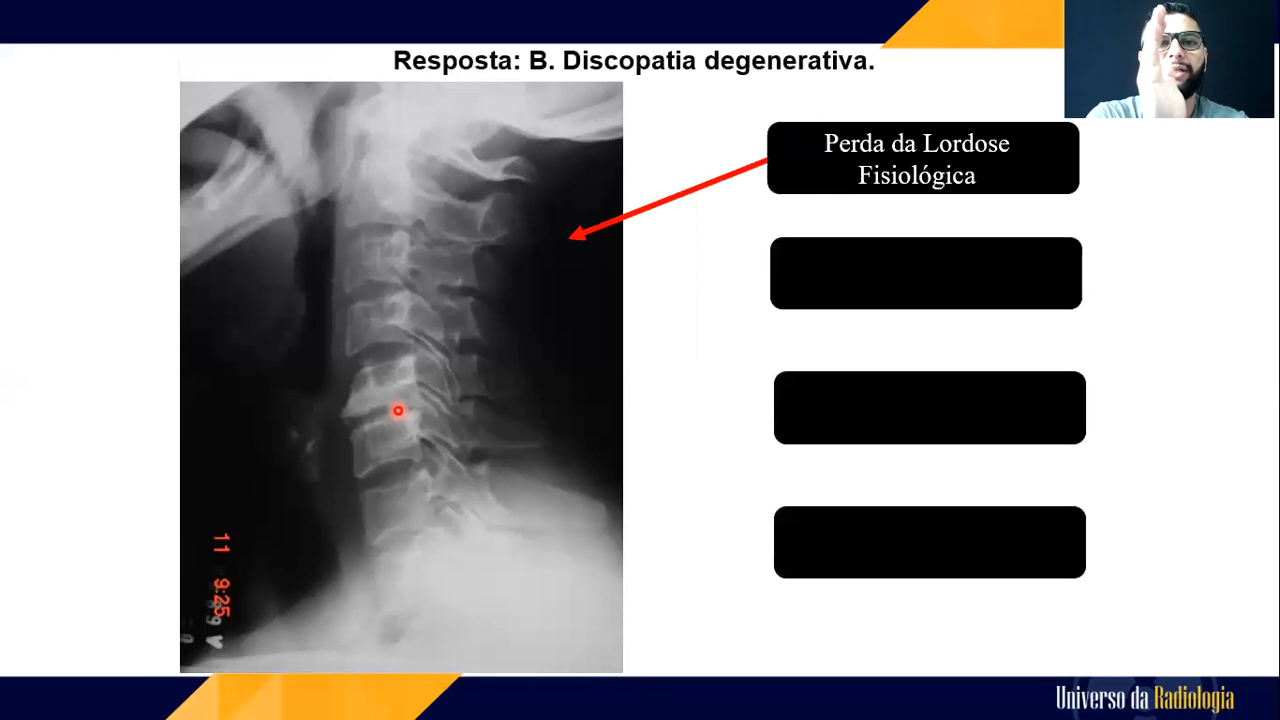 Resposta: B. Discopatia degenerativa.
Perda da Lordose
Fisiológica
11 9:25
Universo da Radiologia